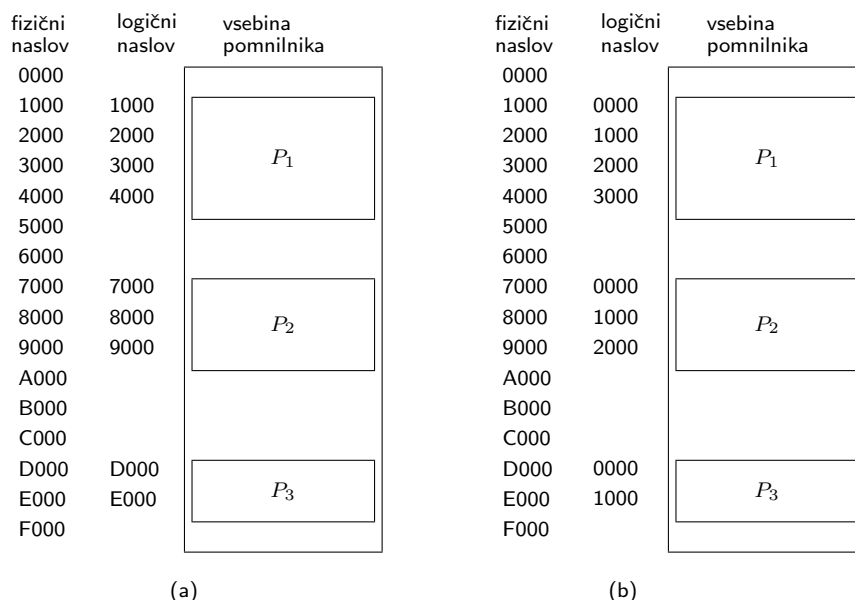 fizični logični vsebina
naslov naslov pomnilnika
0000
1000 1000
2000 2000
3000 3000 P1
4000 4000
5000
6000
7000 7000
8000 8000 P2
9000 9000
A000
B000
C000
D000 D000
E000 E000 P3
F000
(a)
fizični logični vsebina
naslov naslov pomnilnika
0000
1000 0000
2000 1000
3000 2000 P1
4000 3000
5000
6000
7000 0000
8000 1000 P2
9000 2000
A000
B000
C000
D000 0000
E000 1000 P3
F000
(b)